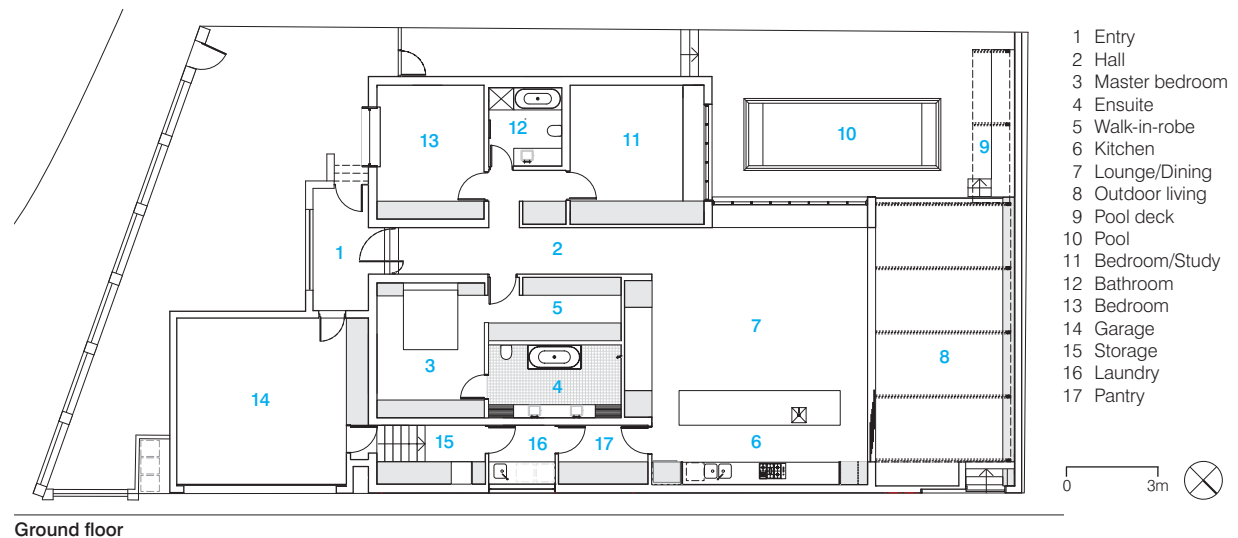 13
12
11
10
9
1
2
5
7
3
4
8
14
15
16
17
6
1 Entry
2 Hall
3 Master bedroom
4 Ensuite
5 Walk-in-robe
6 Kitchen
7 Lounge/Dining
8 Outdoor living
9 Pool deck
10 Pool
11 Bedroom/Study
12 Bathroom
13 Bedroom
14 Garage
15 Storage
16 Laundry
17 Pantry
0 3m
Ground floor